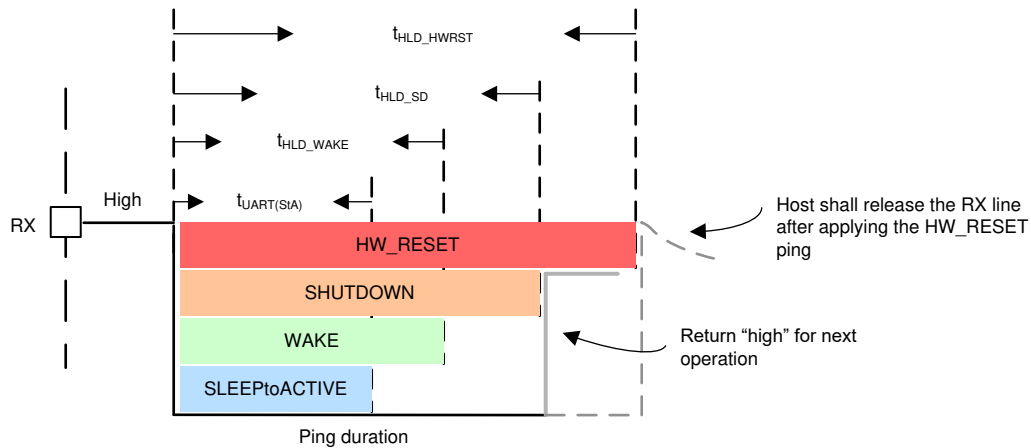 tHLD_HWRST
tHLD_SD
tHLD_WAKE
tUART(StA)
High
RX
HW_RESET
SHUTDOWN
WAKE
SLEEPtoACTIVE
Ping duration
Host shall release the RX line
after applying the HW_RESET
ping
Return “high” for next
operation